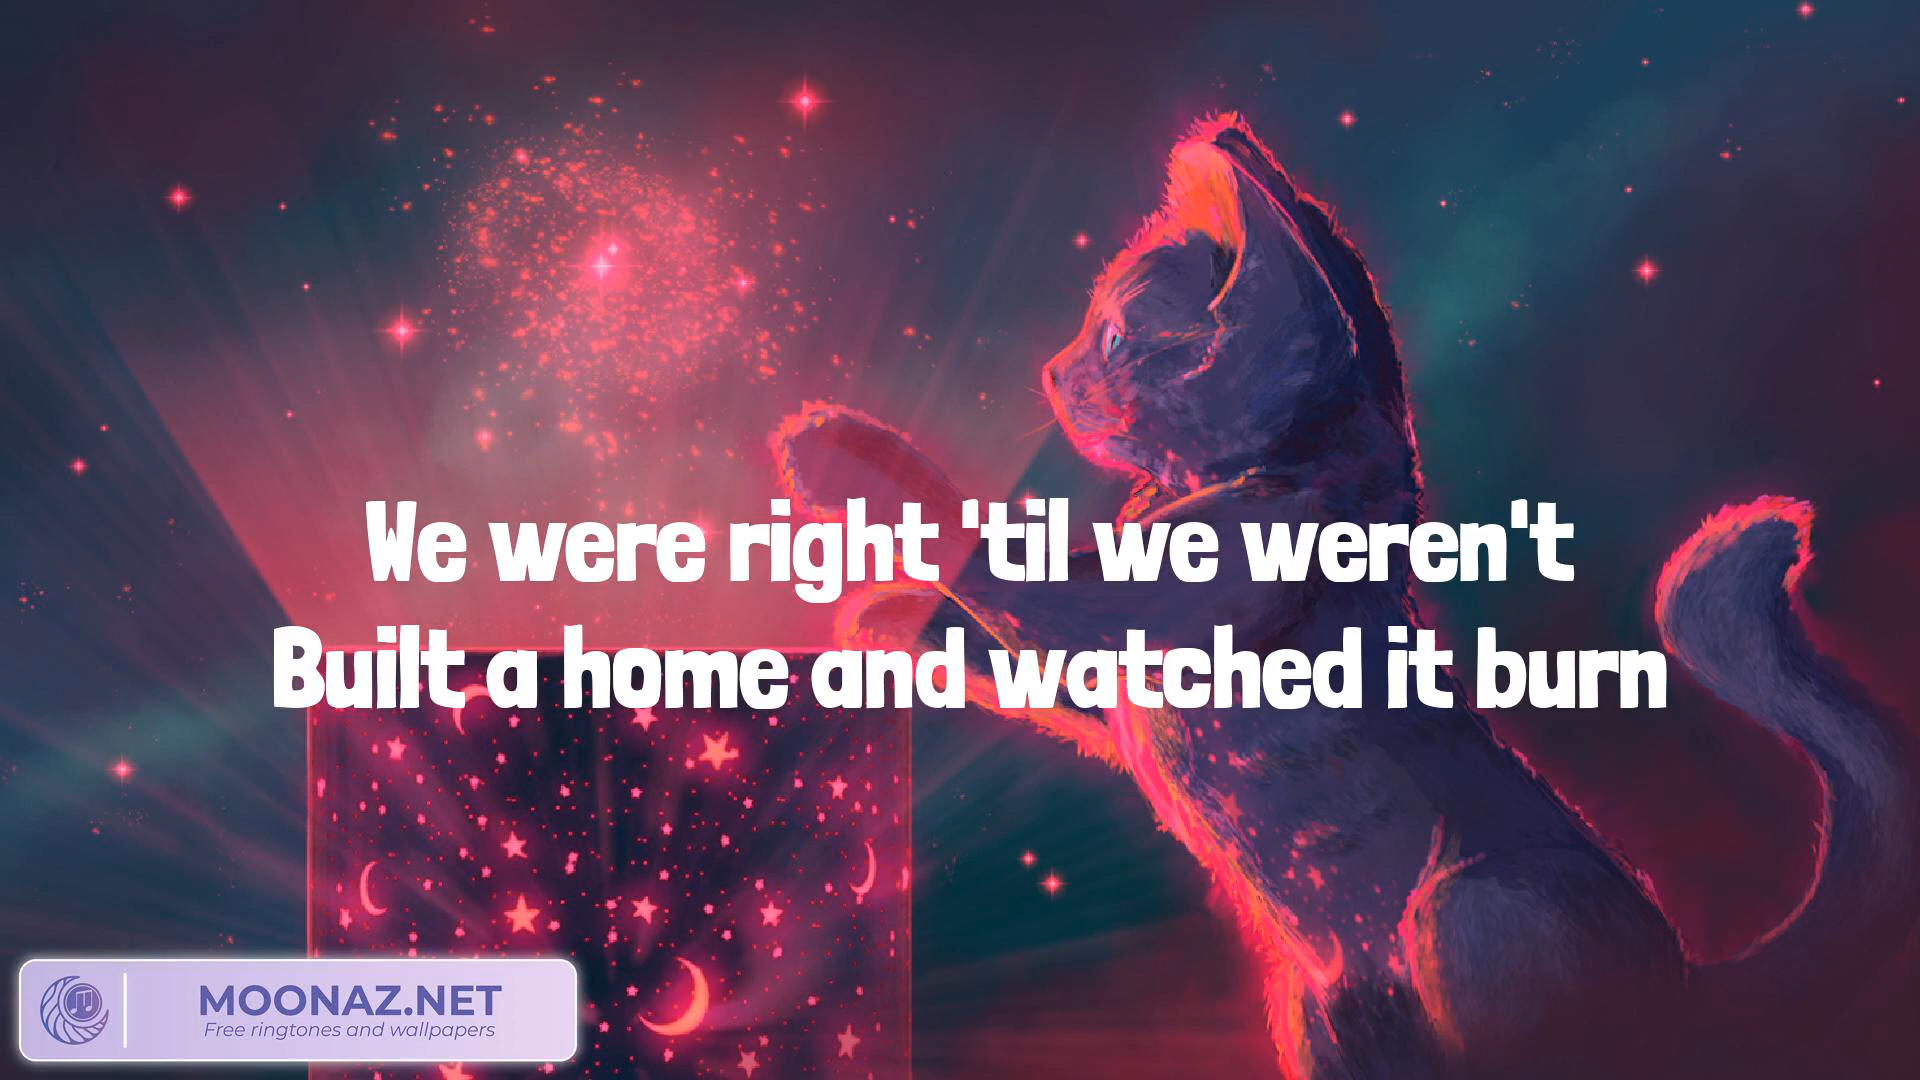 We were right 'til we weren't
Built a home and watched it burn
MOONAZ.NET
Free ringtones and wallpapers